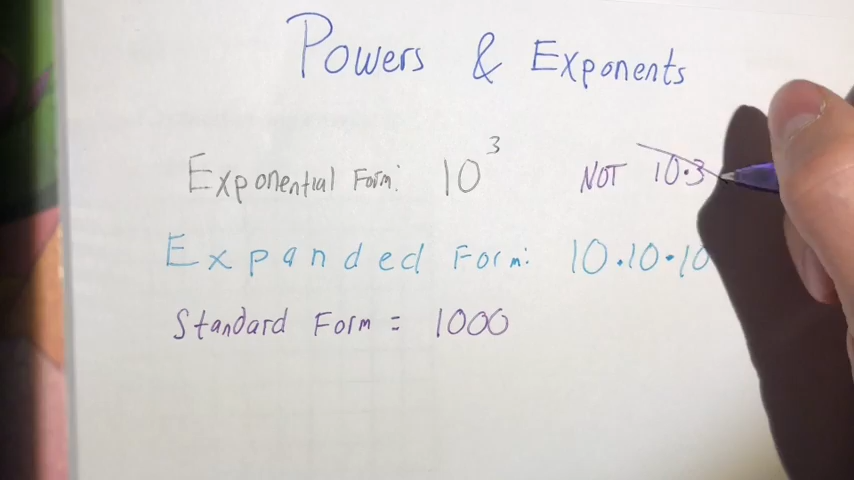 Powers & Exponents
Exponential Form: 10³ NOT 10·3
Expanded Form: 10·10·10
Standard Form = 1000